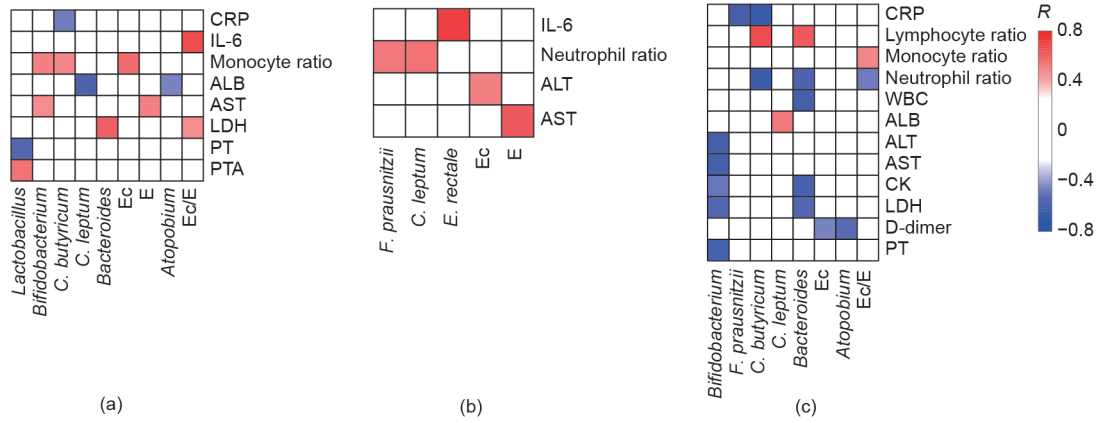 CRP
IL-6
Monocyte ratio
ALB
AST
LDH
PT
PTA
Lactobacillus
Bifidobacterium
C. butyricum
C. leptum
Bacteroides
Ec
E
Atopobium
Ec/E
(a)
IL-6
Neutrophil ratio
ALT
AST
F. prausnitzii
C. leptum
E. rectale
Ec
E
(b)
CRP
Lymphocyte ratio
Monocyte ratio
Neutrophil ratio
WBC
ALB
ALT
AST
CK
LDH
D-dimer
PT
Bifidobacterium
F. prausnitzii
C. butyricum
C. leptum
Bacteroides
Ec
Atopobium
Ec/E
(c)
R
0.8
0.4
0
−0.4
−0.8